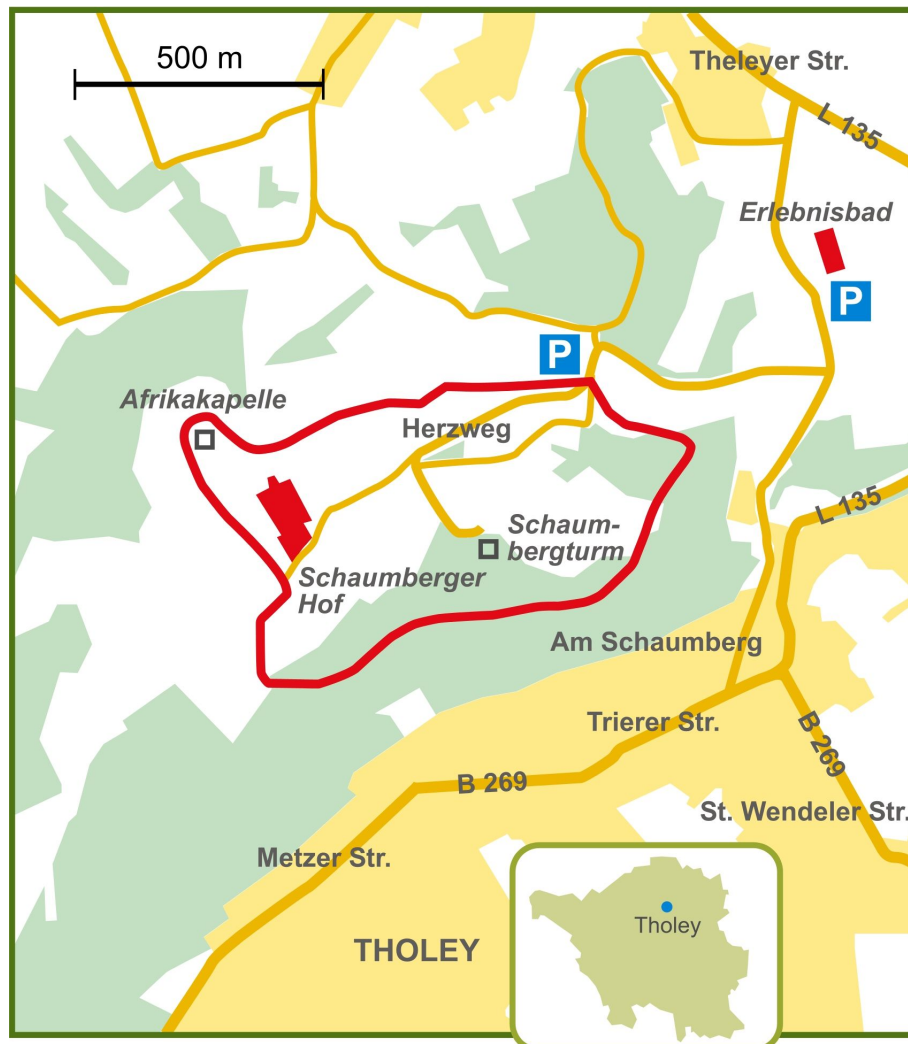 500 m
Theleyer Str.
L 135
Erlebnisbad
P
P
Afrikakapelle
Herzweg
Schaum-
bergturm
L 135
Schaumberger
Hof
Am Schaumberg
Trierer Str.
B 269
B 269
St. Wendeler Str.
Metzer Str.
THOLEY
Tholey